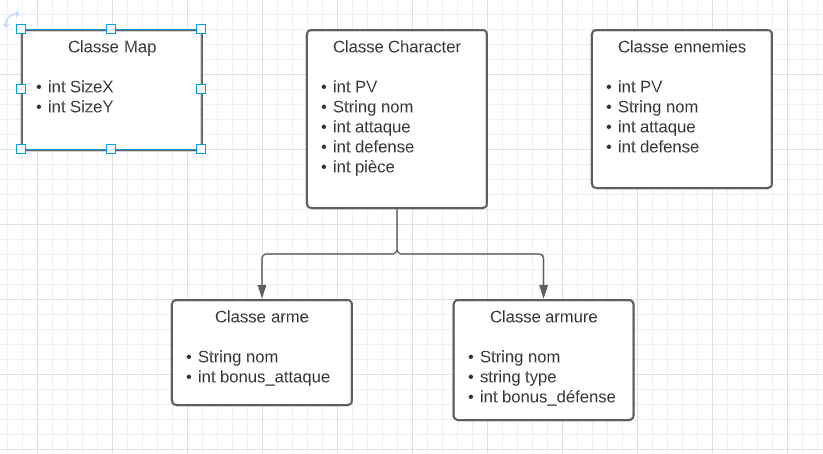 Classe Map
• int SizeX
• int SizeY
Classe Character
• int PV
• String nom
• int attaque
• int defense
• int pièce
Classe ennemies
• int PV
• String nom
• int attaque
• int defense
Classe arme
• String nom
• int bonus_attaque
Classe armure
• String nom
• string type
• int bonus_défense